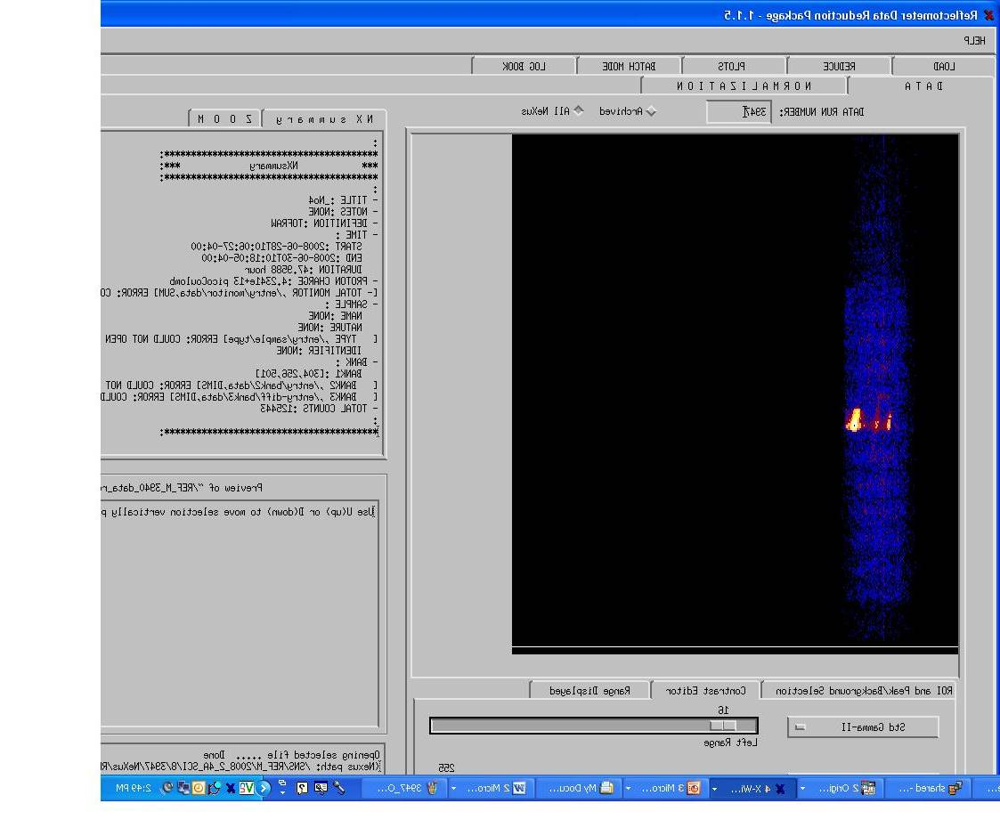 Reflectometer Data Reduction Package - 1.1.5
HELP
LOAD REDUCE PLOTS BATCH MODE LOG BOOK
D A T A N O R M A L I Z A T I O N
DATA RUN NUMBER: 3947 Archived All NeXus
N X s u m m a r y Z O O M
:
****************************************:
*** NXsummary ***:
****************************************:
:
- TITLE :_No4
- NOTES :NONE
- DEFINITION :TOFRAW
- TIME :
START :2008-06-28T10:06:27-04:00
END :2008-06-30T10:18:05-04:00
DURATION :47.9588 hour
- PROTON CHARGE :4.2341e+13 picoCoulomb
[- TOTAL MONITOR ,/entry/monitor/data,SUM] ERROR: CO
- SAMPLE :
NAME :NONE
NATURE :NONE
[ TYPE ,/entry/sample/type] ERROR: COULD NOT OPEN
IDENTIFIER :NONE
- BANK :
BANK1 :[304,256,501]
[ BANK2 ,/entry/bank2/data,DIMS] ERROR: COULD NOT
[ BANK3 ,/entry-diff/bank3/data,DIMS] ERROR: COULD
- TOTAL COUNTS :125443
:
****************************************:
Preview of ~/REF_M_3940_data_ro
Use U(up) or D(down) to move selection vertically p
ROI and Peak/Background Selection Contrast Editor Range Displayed
Std Gamma-II
16
Left Range
255
Opening selected file ..... Done
(Nexus path: /SNS/REF_M/2008_2_4A_SCI/8/3947/NeXus/R
e... shared -... 2 Origi... 4 X-Wi... 3 Micro... My Docu... 2 Micro... 3947_O... 2:49 PM